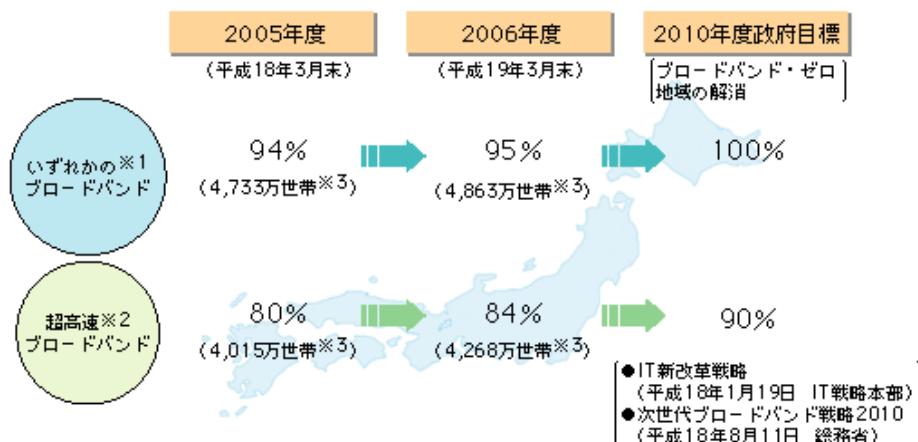 2005年度
(平成18年3月末)
2006年度
(平成19年3月末)
2010年度政府目標
ブロードバンド・ゼロ
地域の解消
いずれかの※1
ブロードバンド
94%
(4,733万世帯※3)
95%
(4,863万世帯※3)
100%
超高速※2
ブロードバンド
80%
(4,015万世帯※3)
84%
(4,268万世帯※3)
90%
●IT新改革戦略
(平成18年1月19日 IT戦略本部)
●次世代ブロードバンド戦略2010
(平成18年8月11日 総務省)